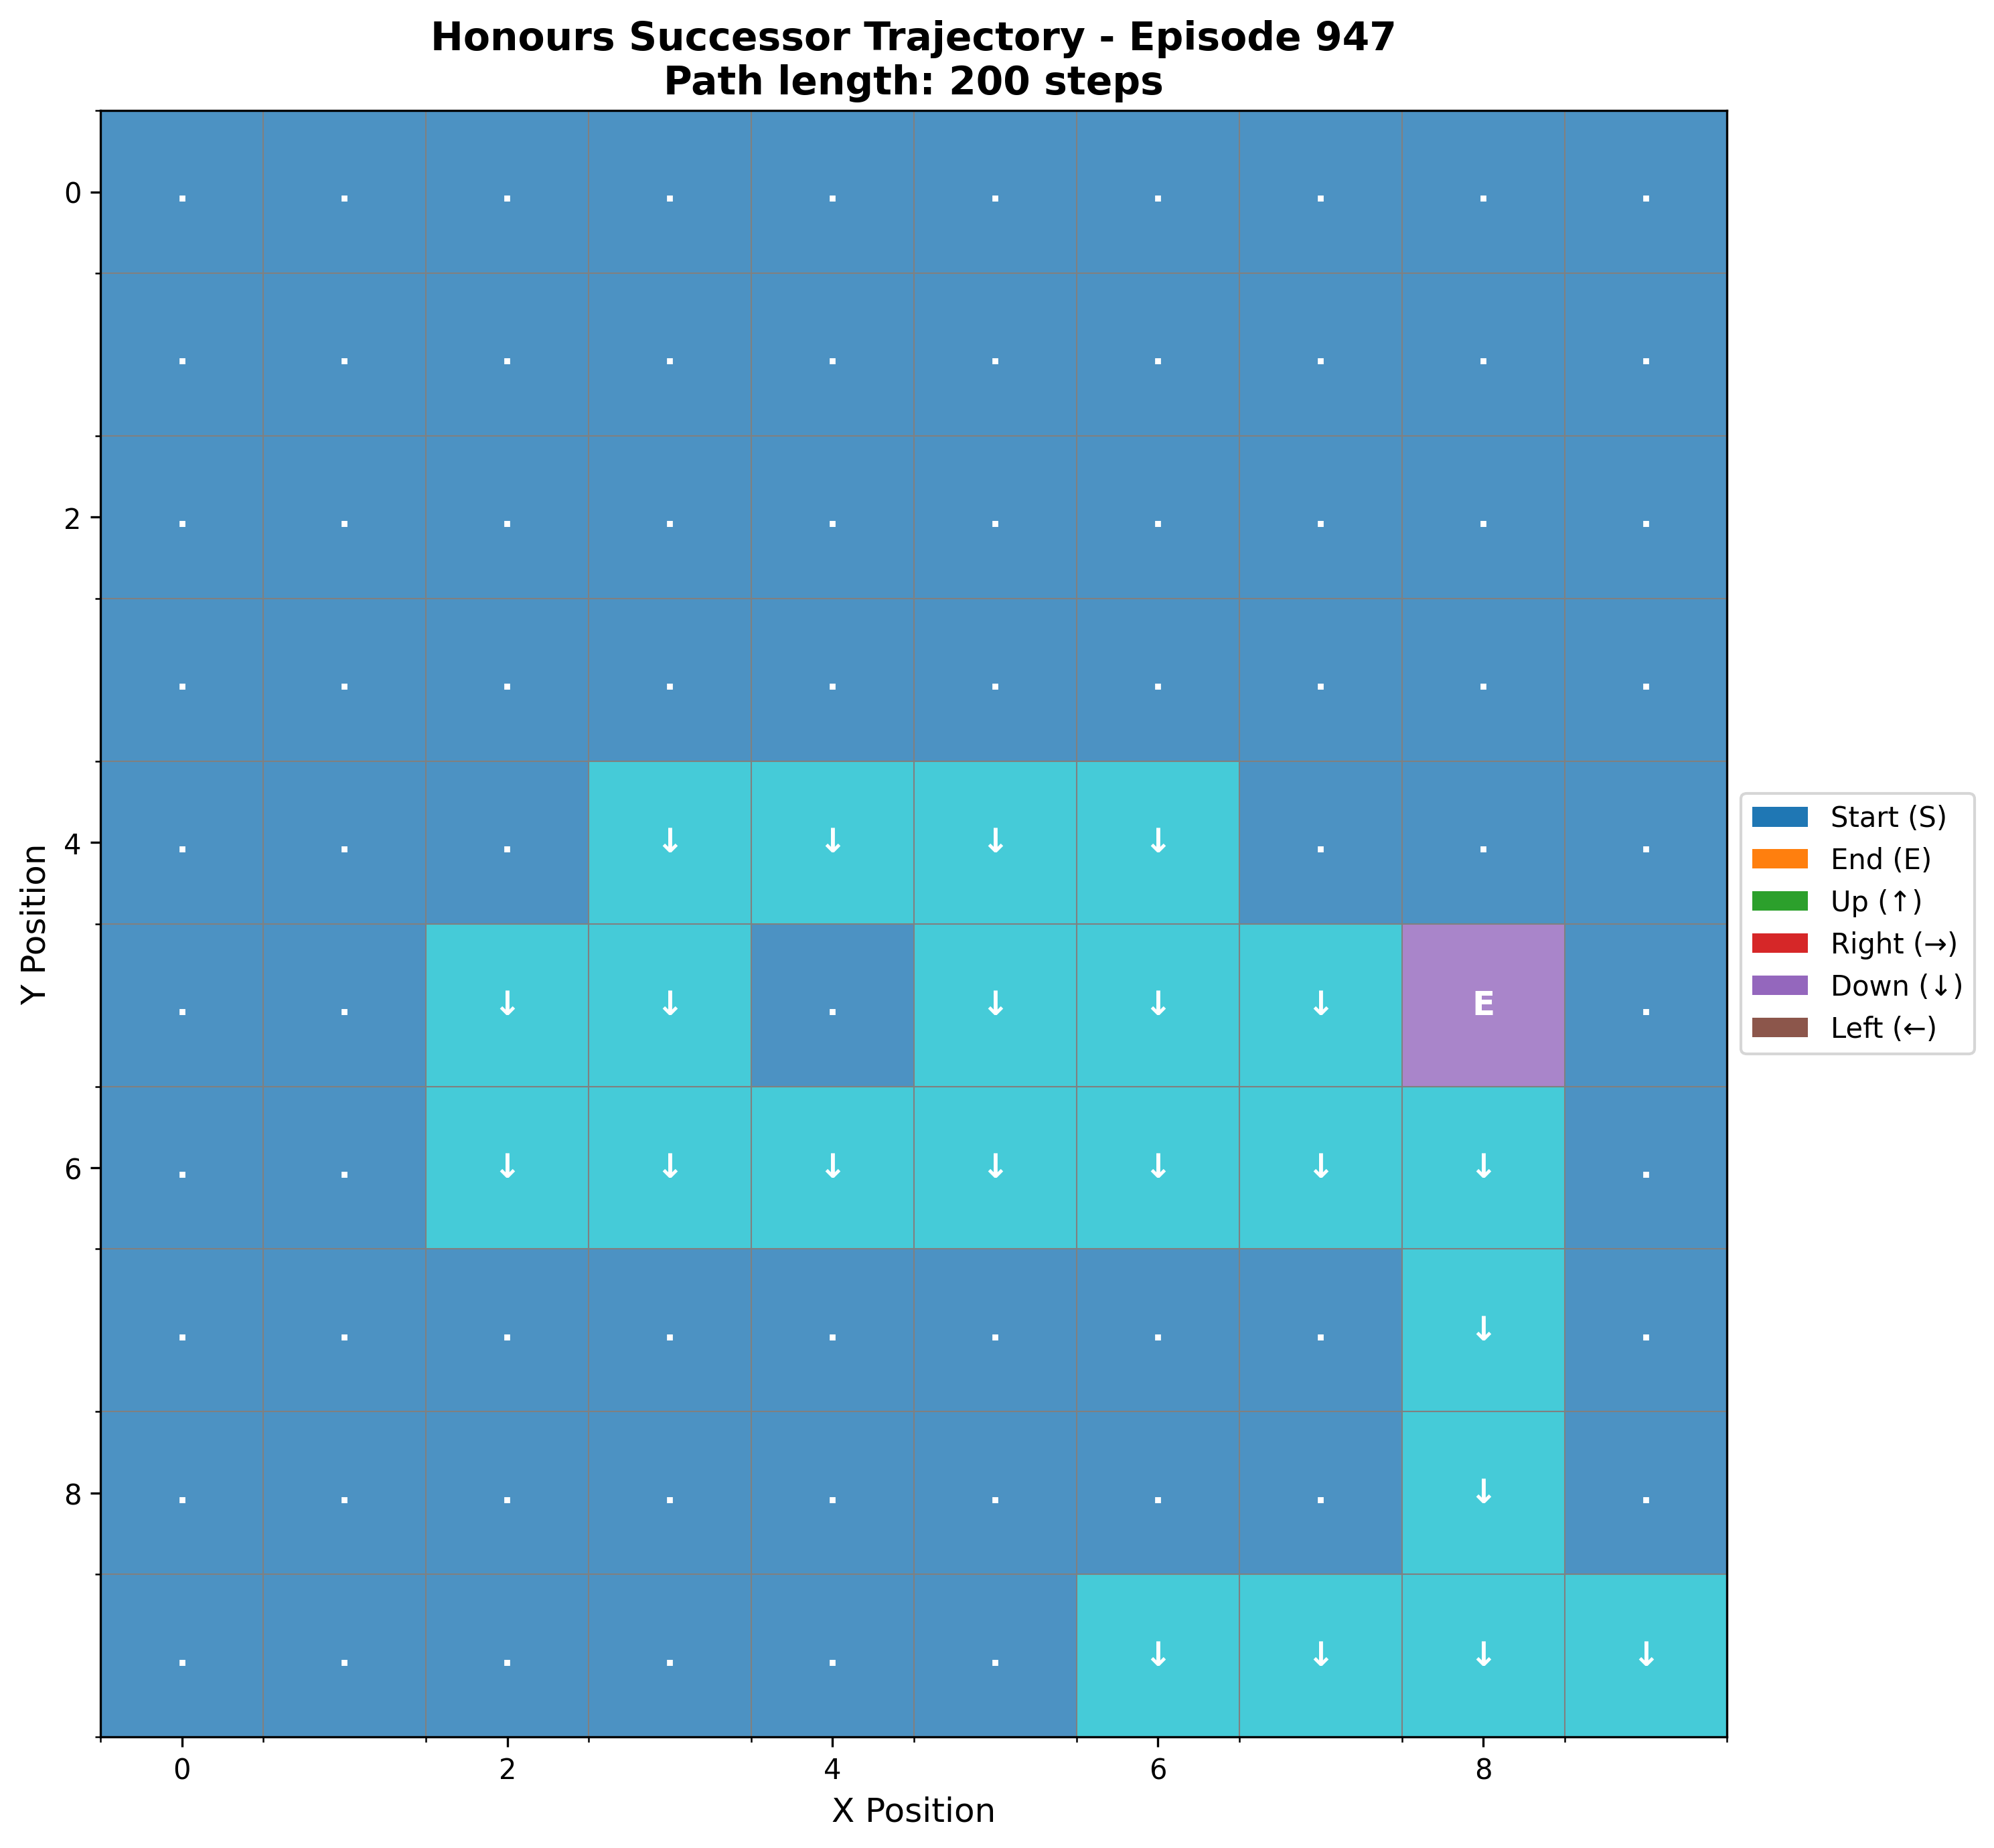 Honours Successor Trajectory - Episode 947
Path length: 200 steps
0
. . . . . . . . . .
. . . . . . . . . .
2
. . . . . . . . . .
. . . . . . . . . .
4
. . . ↓ ↓ ↓ ↓ . . .
. . ↓ ↓ . ↓ ↓ ↓ E .
6
. . ↓ ↓ ↓ ↓ ↓ ↓ ↓ .
. . . . . . . . ↓ .
8
. . . . . . . . ↓ .
. . . . . . ↓ ↓ ↓ ↓
Y Position
0 2 4 6 8
X Position
Start (S)
End (E)
Up (↑)
Right (→)
Down (↓)
Left (←)